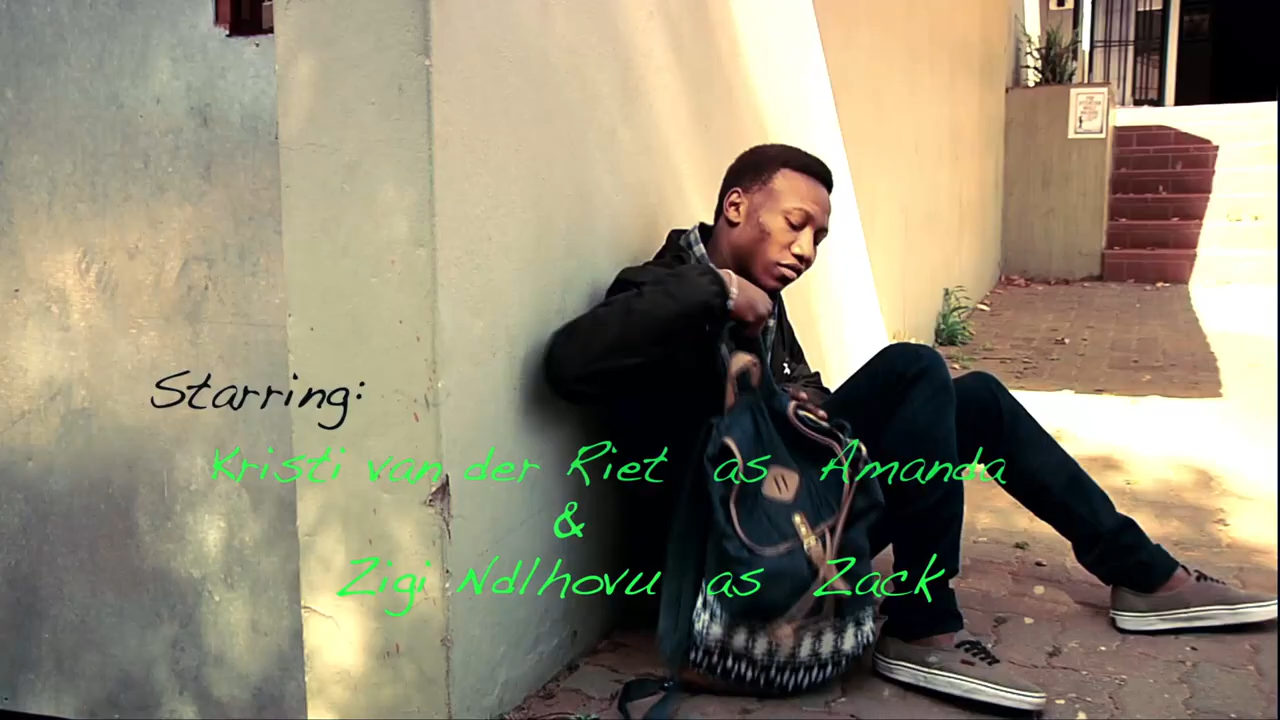 Starring:
Kristi van der Riet as Amanda
&
Zigi Ndlhovu as Zack